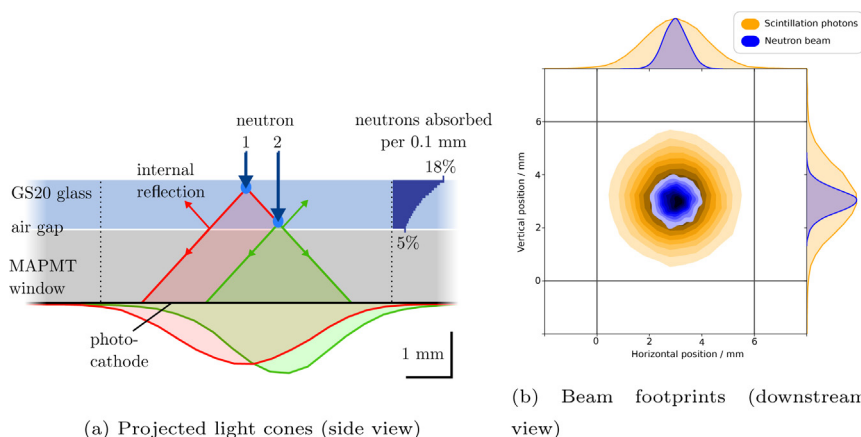 neutron
1 2
neutrons absorbed
per 0.1 mm
18%
internal
reflection
GS20 glass
air gap
5%
MAPMT
window
photo-
cathode
1 mm
(a) Projected light cones (side view)
Scintillation photons
Neutron beam
Vertical position / mm
6
4
2
0
0 2 4 6
Horizontal position / mm
(b) Beam footprints (downstream
view)